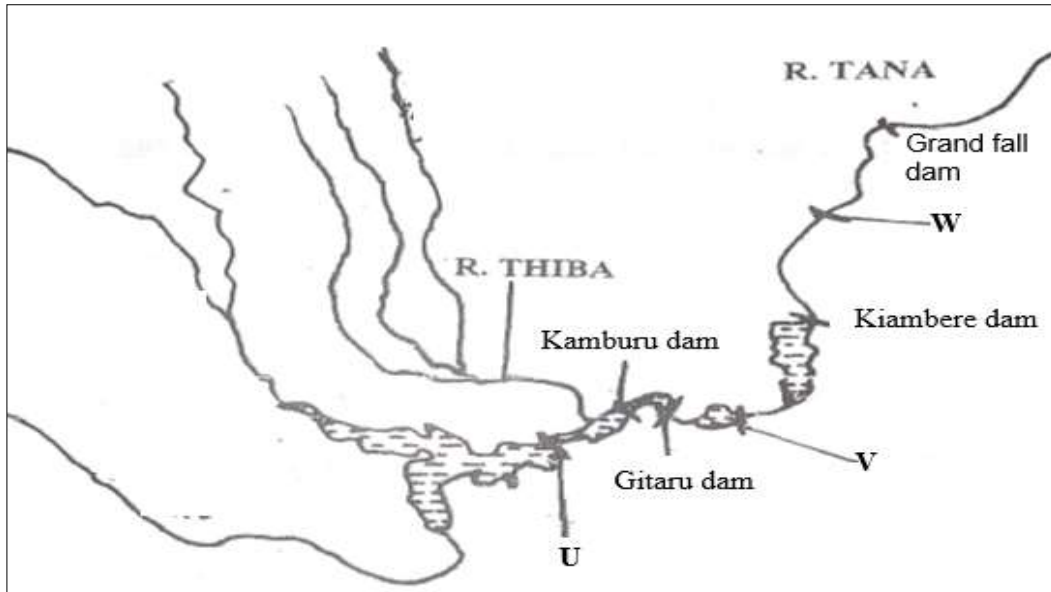 R. TANA
Grand fall
dam
W
R. THIBA
Kiambere dam
Kamburu dam
V
Gitaru dam
U